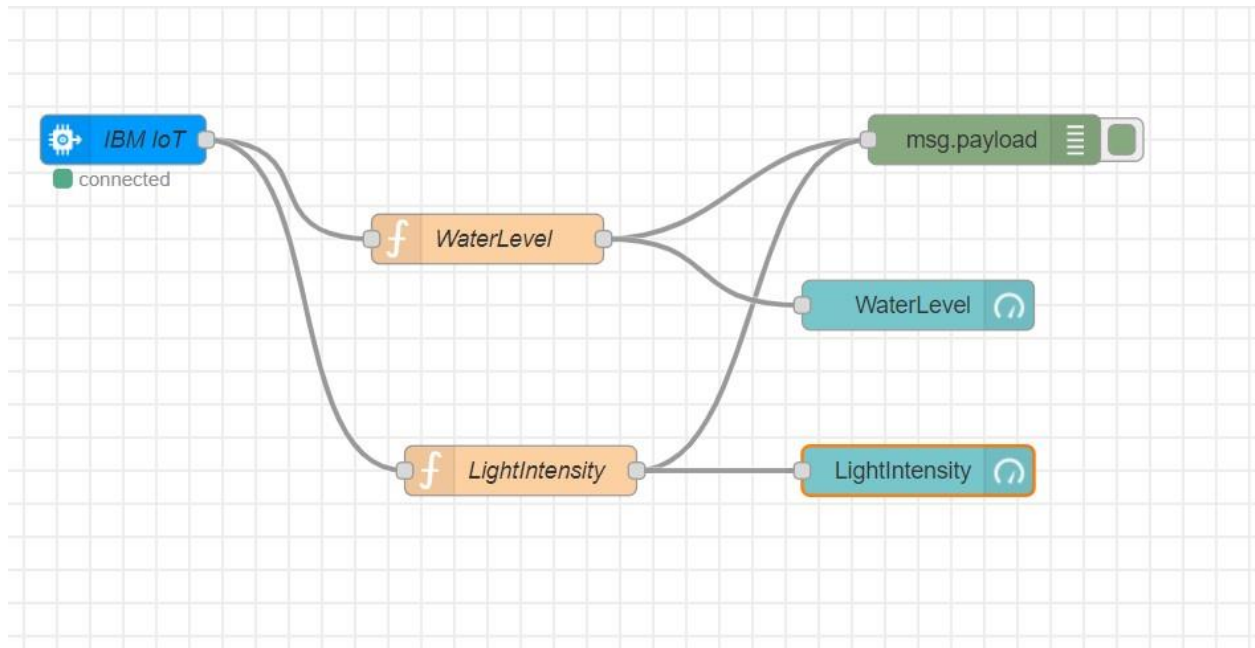 IBM IoT
connected
msg.payload
WaterLevel
WaterLevel
LightIntensity
LightIntensity